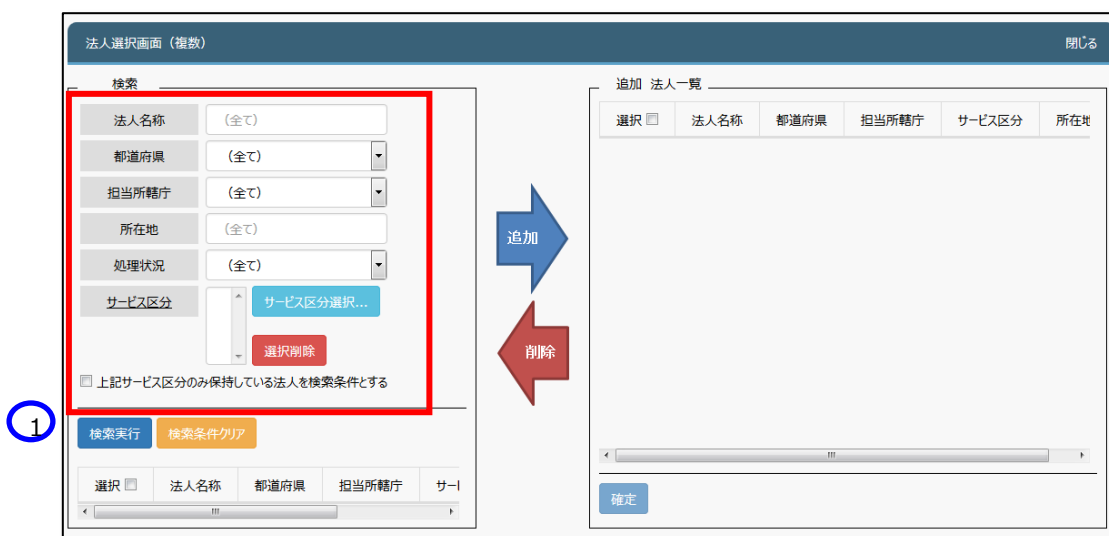 法人選択画面（複数） 閉じる
検索
法人名称 （全て）
都道府県 （全て）
担当所轄庁 （全て）
所在地 （全て）
処理状況 （全て）
サービス区分 サービス区分選択...
選択削除
上記サービス区分のみ保持している法人を検索条件とする
1
検索実行 検索条件クリア
選択 法人名称 都道府県 担当所轄庁 サー
追加
削除
追加 法人一覧
選択 法人名称 都道府県 担当所轄庁 サービス区分 所在地
確定